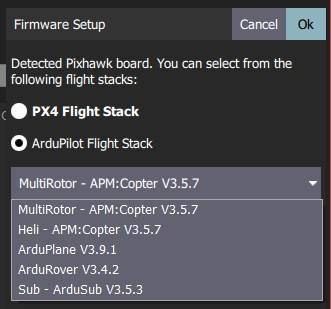 Firmware Setup
Cancel
Ok
Detected Pixhawk board. You can select from the
following flight stacks:
PX4 Flight Stack
ArduPilot Flight Stack
MultiRotor - APM:Copter V3.5.7
MultiRotor - APM:Copter V3.5.7
Heli - APM:Copter V3.5.7
ArduPlane V3.9.1
ArduRover V3.4.2
Sub - ArduSub V3.5.3